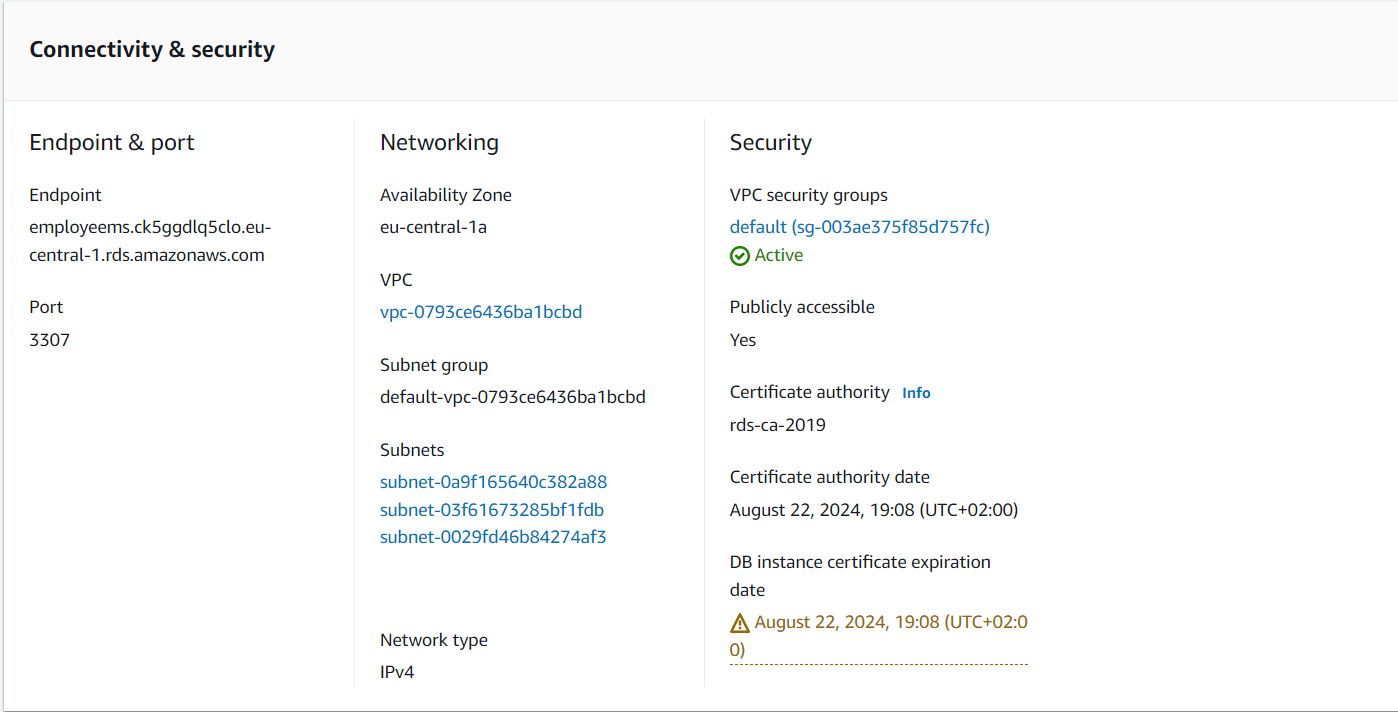 Connectivity & security
Endpoint & port
Endpoint
employeems.ck5ggdlq5clo.eu-
central-1.rds.amazonaws.com
Port
3307
Networking
Availability Zone
eu-central-1a
VPC
vpc-0793ce6436ba1bcbd
Subnet group
default-vpc-0793ce6436ba1bcbd
Subnets
subnet-0a9f165640c382a88
subnet-03f61673285bf1fdb
subnet-0029fd46b84274af3
Network type
IPv4
Security
VPC security groups
default (sg-003ae375f85d757fc)
Active
Publicly accessible
Yes
Certificate authority Info
rds-ca-2019
Certificate authority date
August 22, 2024, 19:08 (UTC+02:00)
DB instance certificate expiration
date
August 22, 2024, 19:08 (UTC+02:0
0)